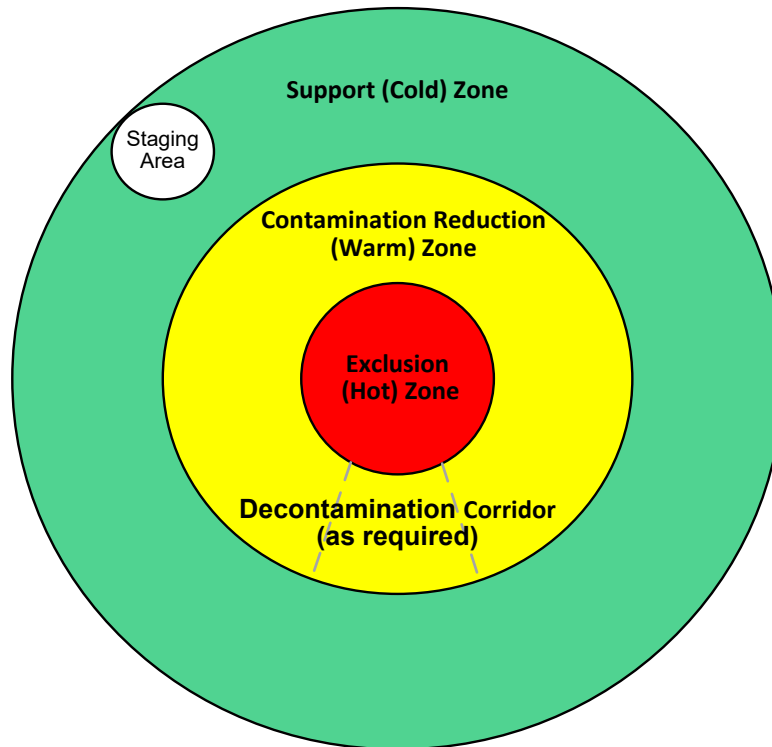 Support (Cold) Zone
Staging
Area
Contamination Reduction
(Warm) Zone
Exclusion
(Hot) Zone
Decontamination Corridor
(as required)